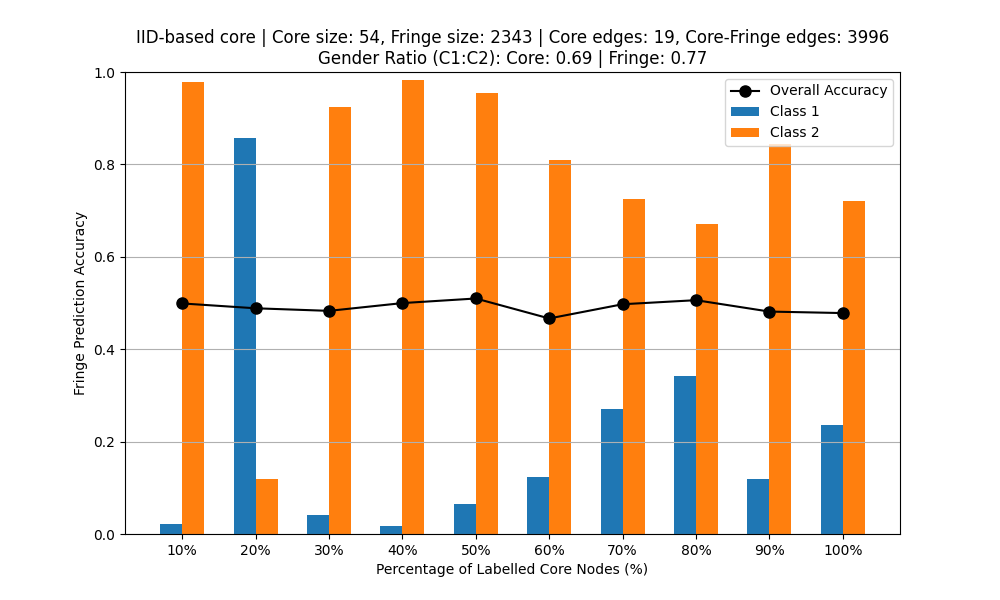 IID-based core | Core size: 54, Fringe size: 2343 | Core edges: 19, Core-Fringe edges: 3996
Gender Ratio (C1:C2): Core: 0.69 | Fringe: 0.77
Overall Accuracy
Class 1
Class 2
Fringe Prediction Accuracy
1.0
0.8
0.6
0.4
0.2
0.0
10% 20% 30% 40% 50% 60% 70% 80% 90% 100%
Percentage of Labelled Core Nodes (%)